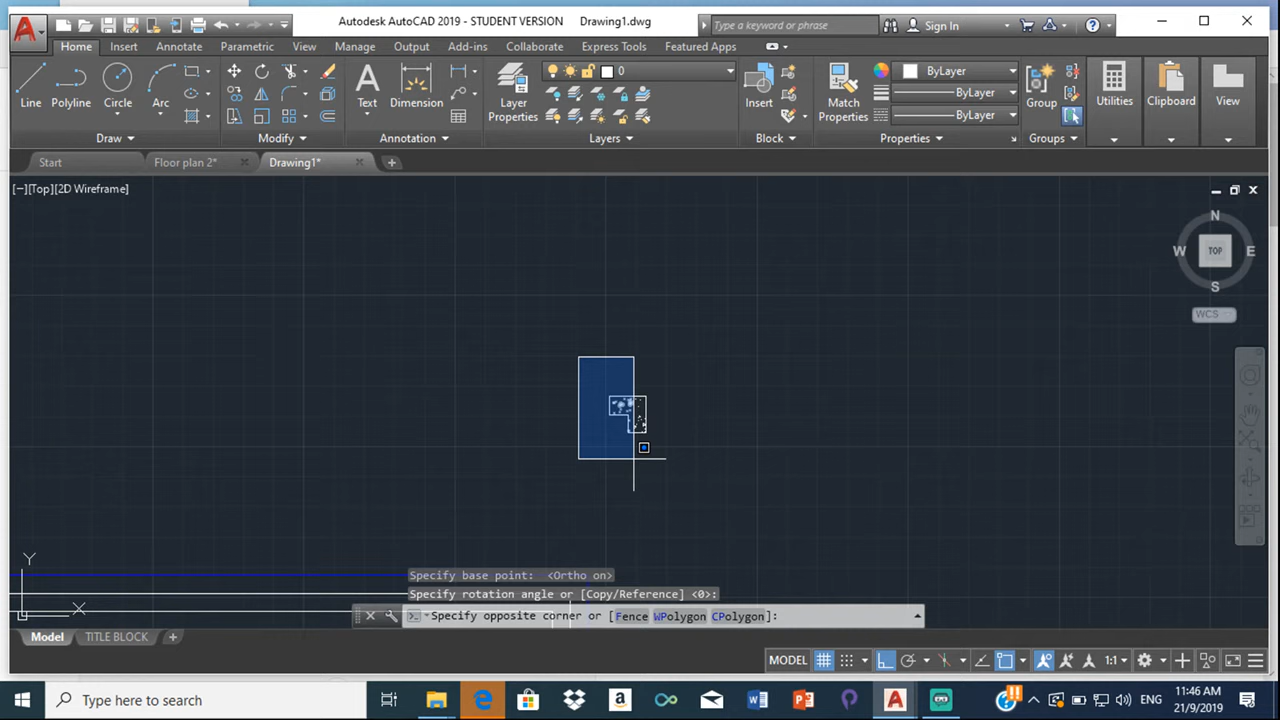 Autodesk AutoCAD 2019 - STUDENT VERSION Drawing1.dwg Type a keyword or phrase Sign In
Home Insert Annotate Parametric View Manage Output Add-ins Collaborate Express Tools Featured Apps
0 ByLayer
ByLayer
ByLayer
Line Polyline Circle Arc Text Dimension Layer Properties Insert Match Properties Group Utilities Clipboard View
Draw Modify Annotation Layers Block Properties Groups
Start Floor plan 2* Drawing1*
[−][Top][2D Wireframe]
N
W TOP E
S
WCS
Y
X
Specify base point: <Ortho on>
Specify rotation angle or [Copy/Reference] <0>:
Specify opposite corner or [Fence WPolygon CPolygon]:
Model TITLE BLOCK
MODEL 1:1
Type here to search ENG 11:46 AM
21/9/2019